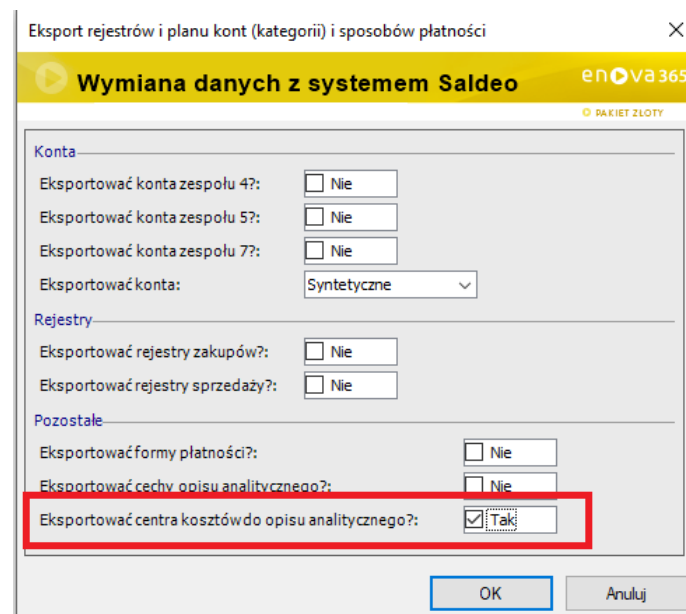 Eksport rejestrów i planu kont (kategorii) i sposobów płatności
Wymiana danych z systemem Saldeo
enova365
PAKIET ZŁOTY
Konta
Eksportować konta zespołu 4?: Nie
Eksportować konta zespołu 5?: Nie
Eksportować konta zespołu 7?: Nie
Eksportować konta: Syntetyczne
Rejestry
Eksportować rejestry zakupów?: Nie
Eksportować rejestry sprzedaży?: Nie
Pozostałe
Eksportować formy płatności?: Nie
Eksportować cechy opisu analitycznego?: Nie
Eksportować centra kosztów do opisu analitycznego?: Tak
OK Anuluj